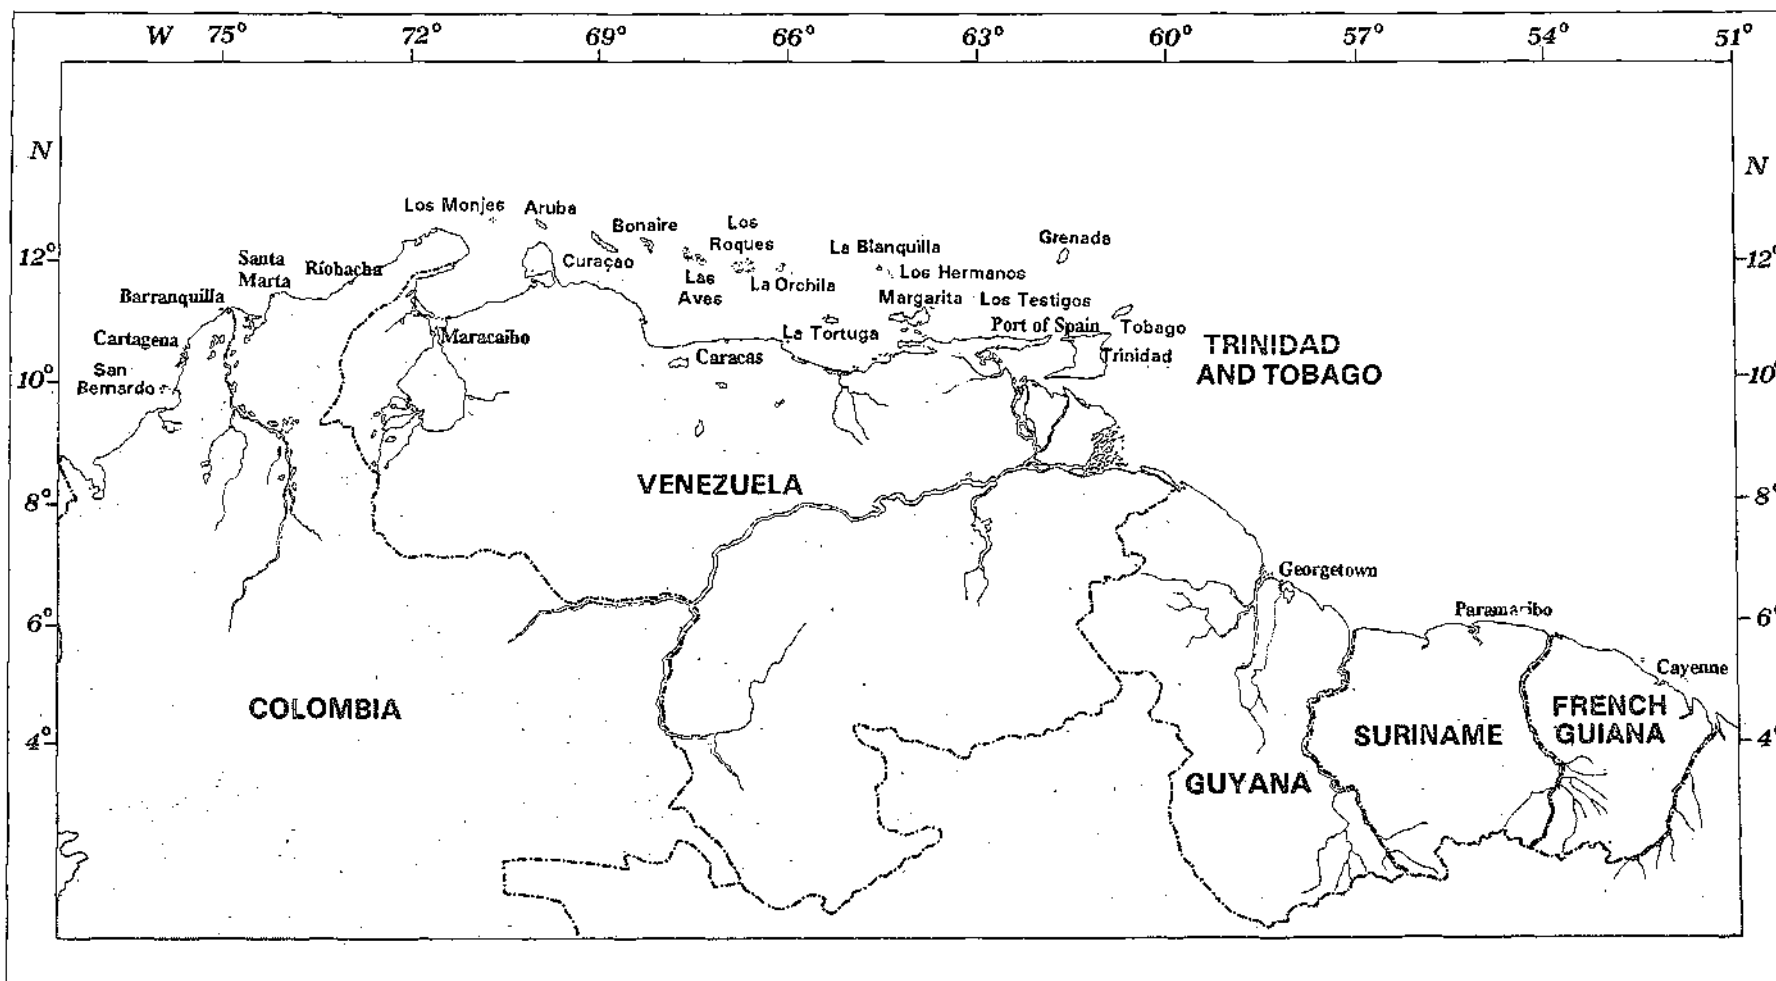 W 75° 72° 69° 66° 63° 60° 57° 54° 51°
N
N
Los Monjes
Aruba
Bonaire
Los
Roques
La Blanquilla
Grenada
12°
Santa
Marta
Ríobacha
Curaçao
Las
Aves
La Orchila
Los Hermanos
12°
Barranquilla
Margarita
Los Testigos
Cartagena
Maracaibo
La Tortuga
Port of Spain
Tobago
TRINIDAD
AND TOBAGO
San
Bernardo
Caracas
Trinidad
10°
10°
VENEZUELA
8°
8°
Georgetown
6°
Paramaribo
6°
Cayenne
COLOMBIA
FRENCH
GUIANA
SURINAME
4°
4°
GUYANA